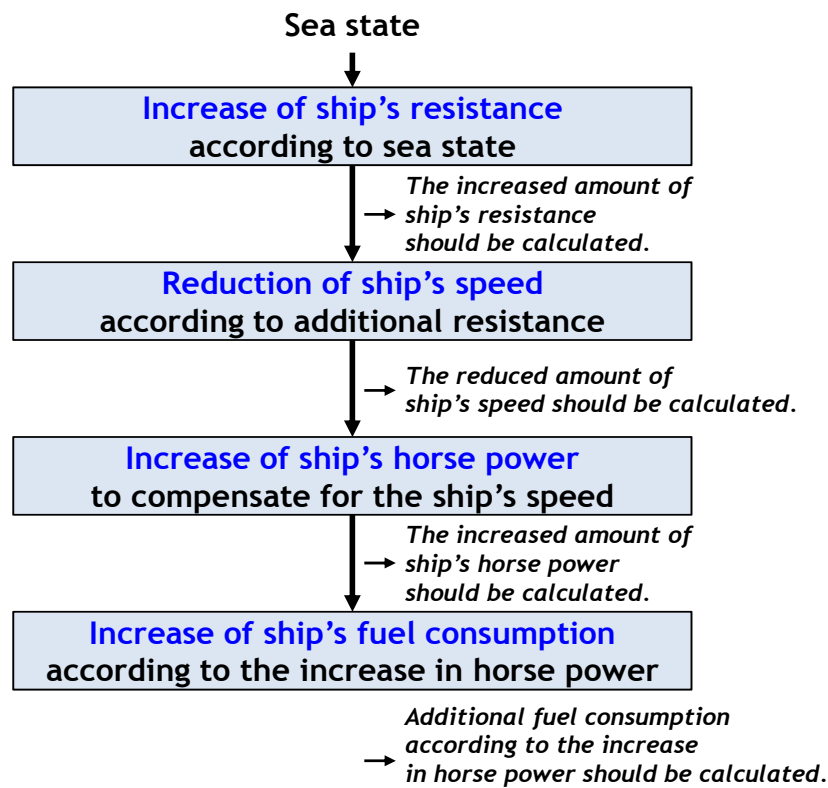 Sea state
Increase of ship’s resistance
according to sea state
The increased amount of
ship’s resistance
should be calculated.
Reduction of ship’s speed
according to additional resistance
The reduced amount of
ship’s speed should be calculated.
Increase of ship’s horse power
to compensate for the ship’s speed
The increased amount of
ship’s horse power
should be calculated.
Increase of ship’s fuel consumption
according to the increase in horse power
Additional fuel consumption
according to the increase
in horse power should be calculated.